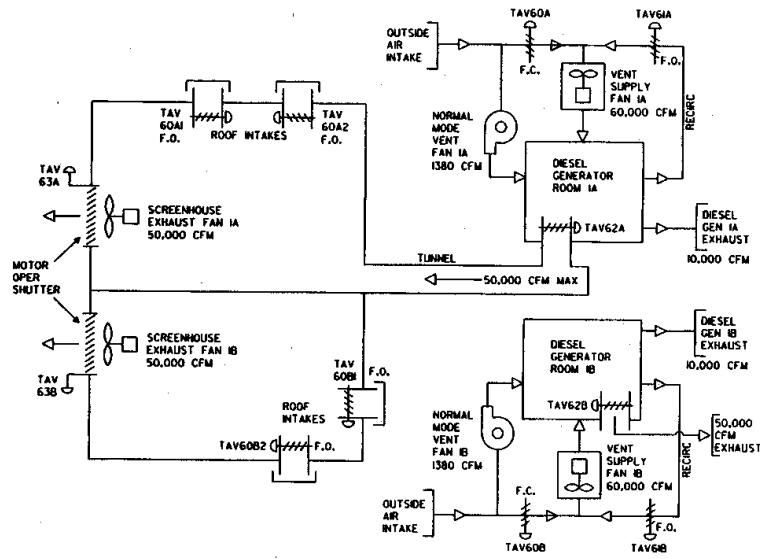 TAV60A
TAV61A
OUTSIDE
AIR
INTAKE
F.C.
F.O.
VENT
SUPPLY
FAN 1A
60,000 CFM
RECIRC
NORMAL
MODE
VENT
FAN 1A
1380 CFM
DIESEL
GENERATOR
ROOM 1A
TAV62A
DIESEL
GEN 1A
EXHAUST
10,000 CFM
TAV
60A1
F.O.
ROOF INTAKES
TAV
60A2
F.O.
TAV
63A
SCREENHOUSE
EXHAUST FAN 1A
50,000 CFM
MOTOR
OPER
SHUTTER
TUNNEL
50,000 CFM MAX
SCREENHOUSE
EXHAUST FAN 1B
50,000 CFM
TAV
63B
TAV
60B1
F.O.
ROOF
INTAKES
TAV60B2
F.O.
DIESEL
GENERATOR
ROOM 1B
DIESEL
GEN 1B
EXHAUST
10,000 CFM
TAV62B
NORMAL
MODE
VENT
FAN 1B
1380 CFM
50,000
CFM
EXHAUST
VENT
SUPPLY
FAN 1B
60,000 CFM
RECIRC
OUTSIDE
AIR
INTAKE
F.C.
F.O.
TAV60B
TAV61B